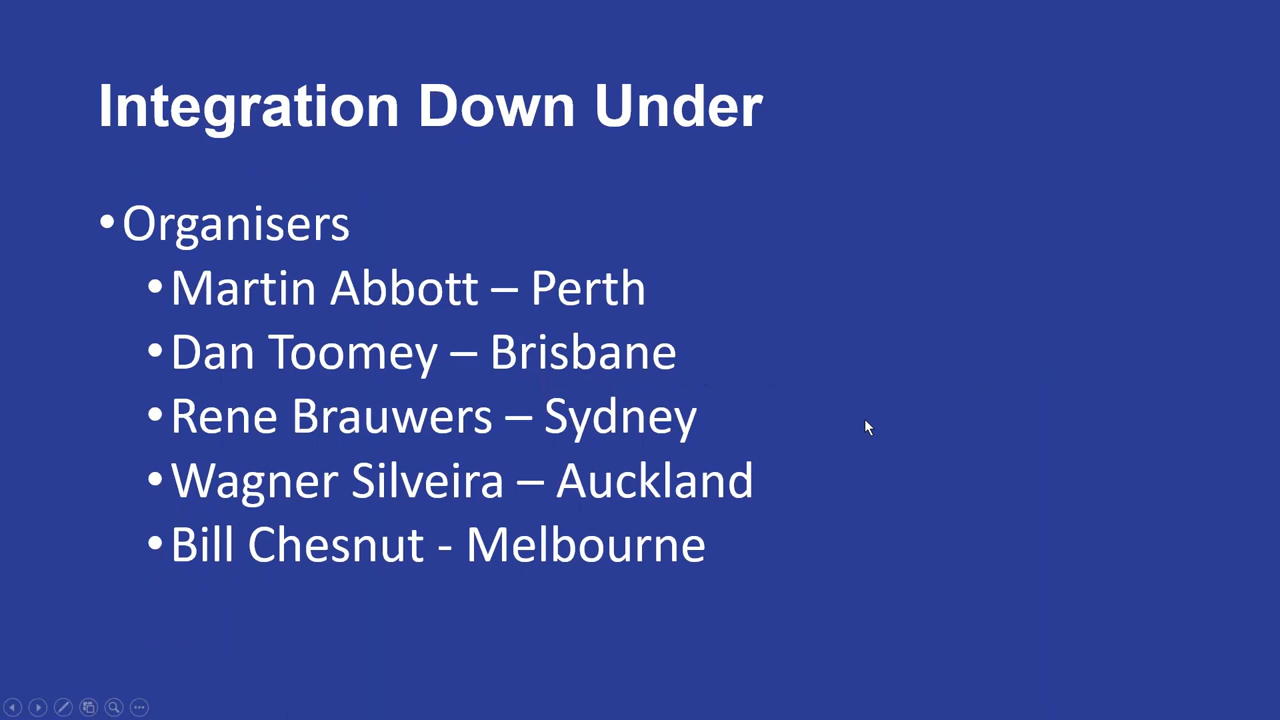 Integration Down Under
•Organisers
•Martin Abbott – Perth
•Dan Toomey – Brisbane
•Rene Brauwers – Sydney
•Wagner Silveira – Auckland
•Bill Chesnut - Melbourne